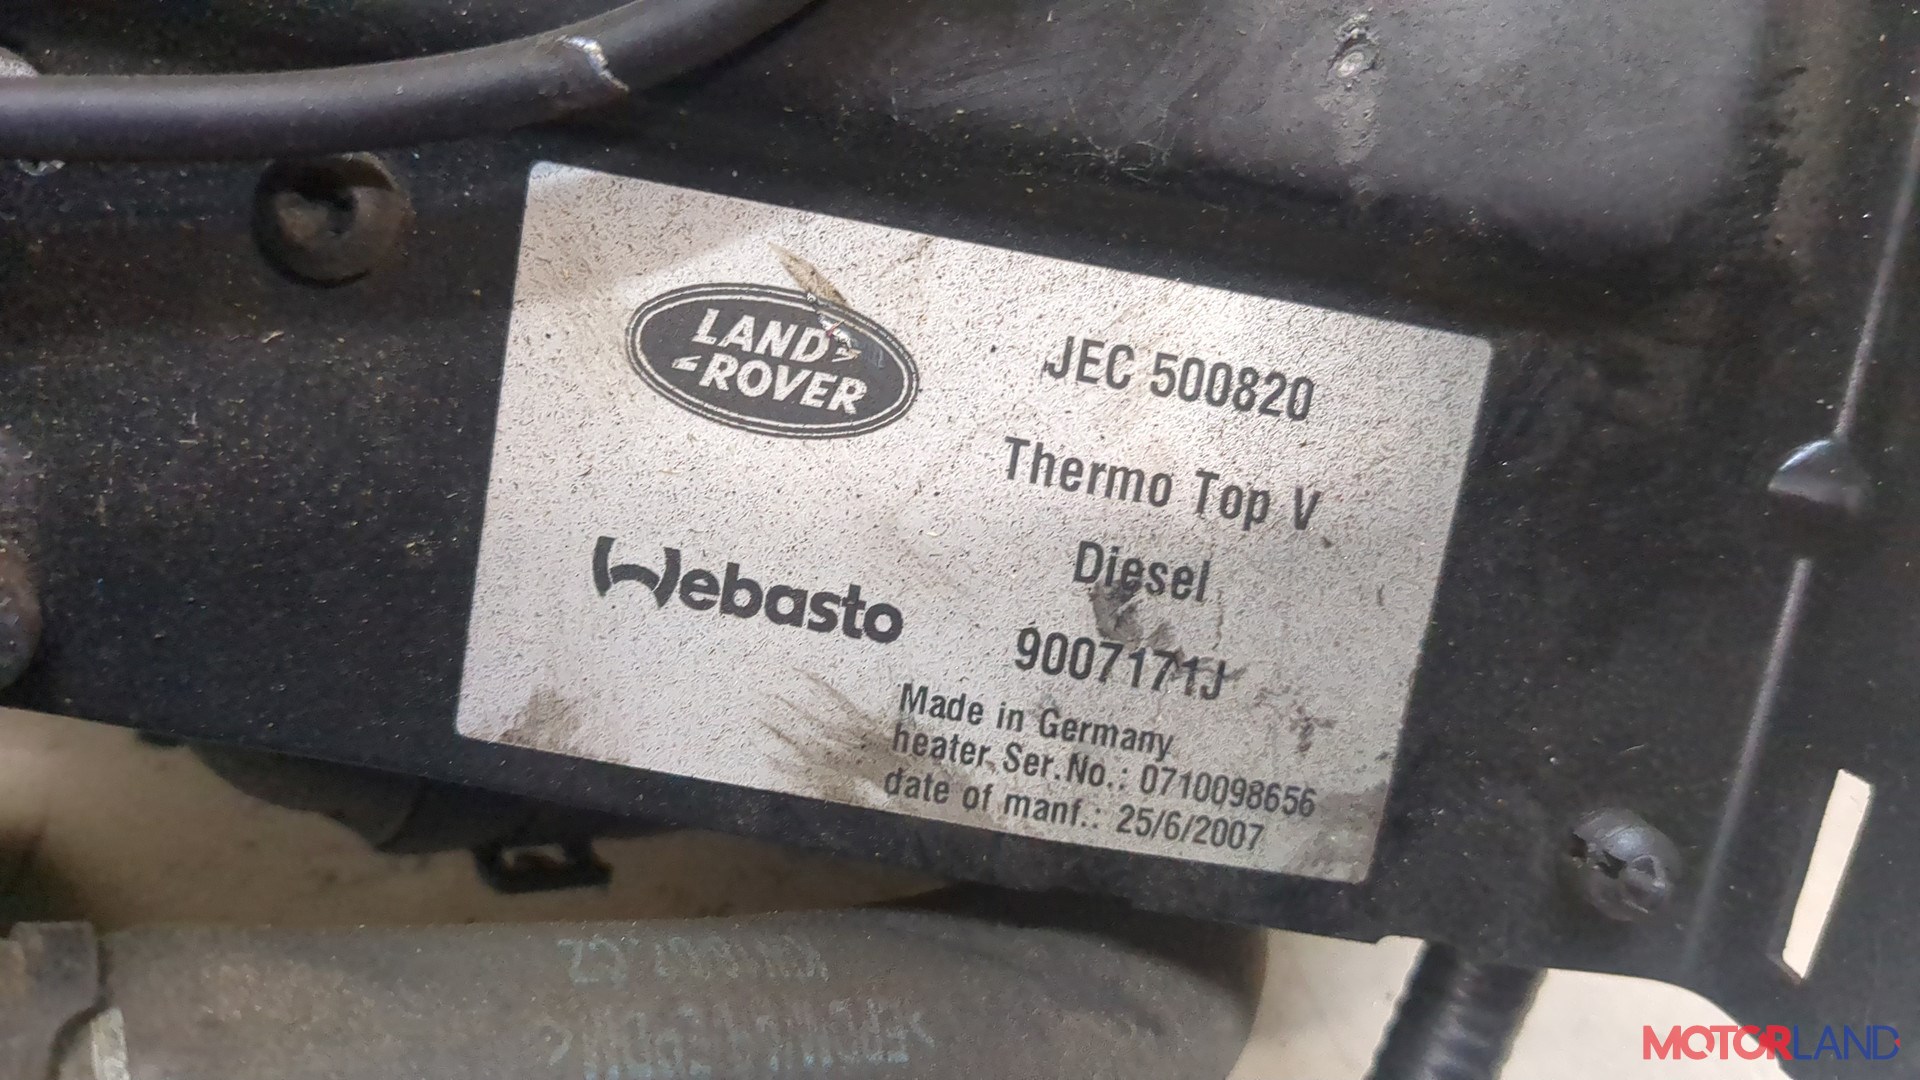 LAND
ROVER
JEC 500820
Thermo Top V
Diesel
Webasto
9007171J
Made in Germany
heater Ser.No.: 0710098656
date of manf.: 25/6/2007
MOTORLAND